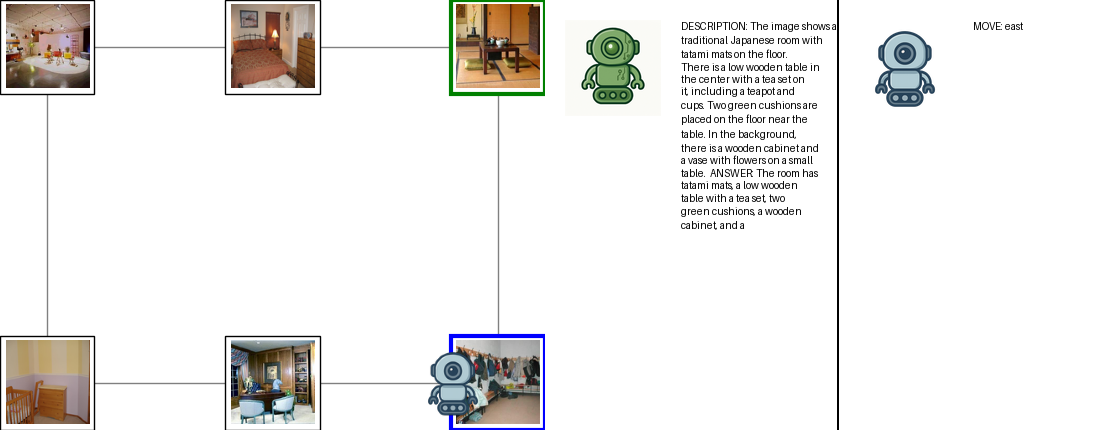 DESCRIPTION: The image shows a
traditional Japanese room with
tatami mats on the floor.
There is a low wooden table in
the center with a tea set on
it, including a teapot and
cups. Two green cushions are
placed on the floor near the
table. In the background,
there is a wooden cabinet and
a vase with flowers on a small
table. ANSWER: The room has
tatami mats, a low wooden
table with a tea set, two
green cushions, a wooden
cabinet, and a
MOVE: east